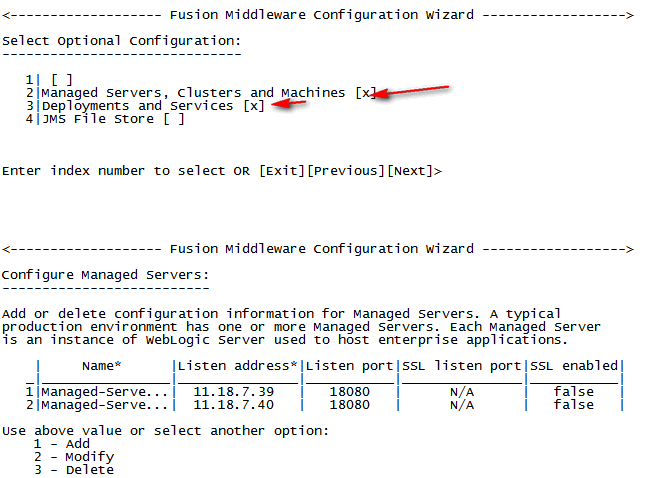 <------------------- Fusion Middleware Configuration Wizard ------------------>
Select Optional Configuration:
------------------------------
1| [ ]
2|Managed Servers, Clusters and Machines [x]
3|Deployments and Services [x]
4|JMS File Store [ ]
Enter index number to select OR [Exit][Previous][Next]>
<------------------- Fusion Middleware Configuration Wizard ------------------>
Configure Managed Servers:
--------------------------
Add or delete configuration information for Managed Servers. A typical
production environment has one or more Managed Servers. Each Managed Server
is an instance of WebLogic Server used to host enterprise applications.
| Name* |Listen address*|Listen port|SSL listen port|SSL enabled|
_|________________|_______________|___________|_______________|___________|
1|Managed-Serve...| 11.18.7.39 | 18080 | N/A | false |
2|Managed-Serve...| 11.18.7.40 | 18080 | N/A | false |
Use above value or select another option:
1 - Add
2 - Modify
3 - Delete